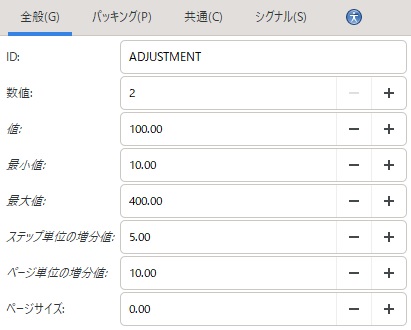 全般(G) パッキング(P) 共通(C) シグナル(S)
ID: ADJUSTMENT
数値: 2
値: 100.00
最小値: 10.00
最大値: 400.00
ステップ単位の増分値: 5.00
ページ単位の増分値: 10.00
ページサイズ: 0.00